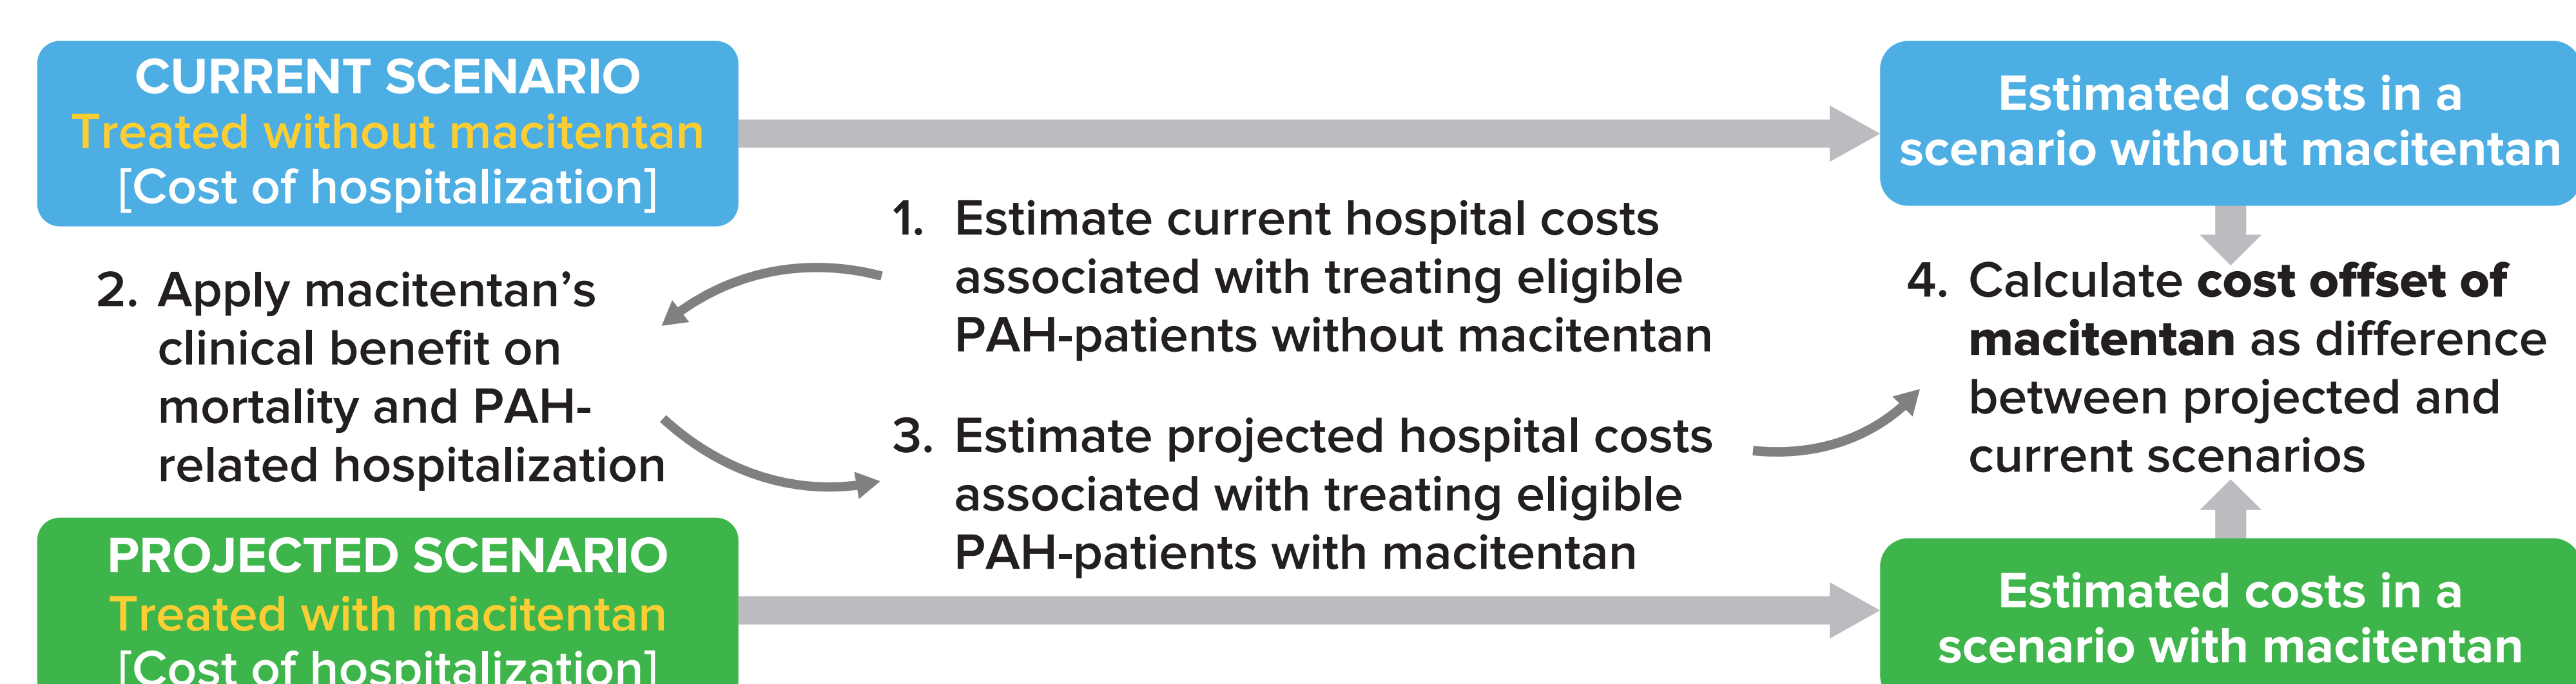 CURRENT SCENARIO
Treated without macitentan
[Cost of hospitalization]
Estimated costs in a
scenario without macitentan
1. Estimate current hospital costs
associated with treating eligible
PAH-patients without macitentan
2. Apply macitentan’s
clinical benefit on
mortality and PAH-
related hospitalization
3. Estimate projected hospital costs
associated with treating eligible
PAH-patients with macitentan
4. Calculate cost offset of
macitentan as difference
between projected and
current scenarios
PROJECTED SCENARIO
Treated with macitentan
[Cost of hospitalization]
Estimated costs in a
scenario with macitentan